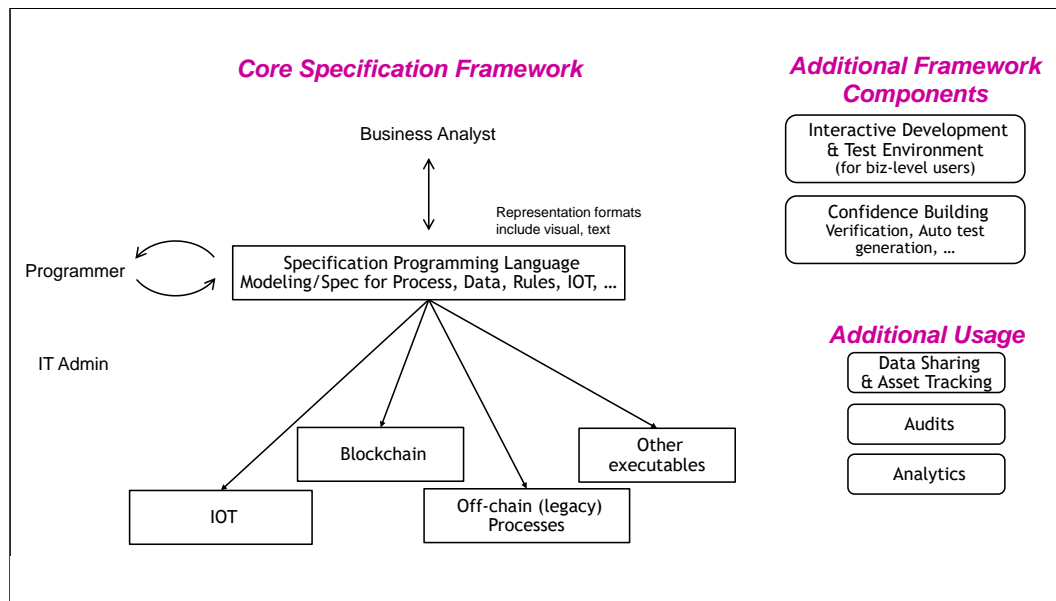 Core Specification Framework
Business Analyst
Representation formats
include visual, text
Programmer
Specification Programming Language
Modeling/Spec for Process, Data, Rules, IOT, ...
IT Admin
Blockchain
Other
executables
IOT
Off-chain (legacy)
Processes
Additional Framework
Components
Interactive Development
& Test Environment
(for biz-level users)
Confidence Building
Verification, Auto test
generation, ...
Additional Usage
Data Sharing
& Asset Tracking
Audits
Analytics